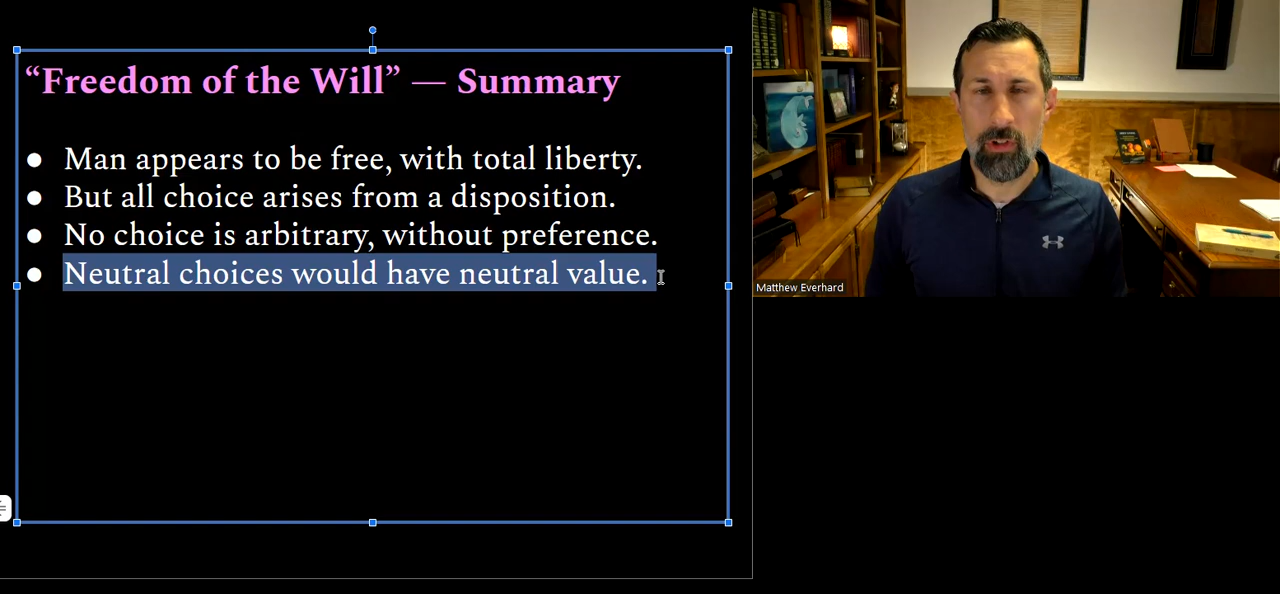 “Freedom of the Will” — Summary
● Man appears to be free, with total liberty.
● But all choice arises from a disposition.
● No choice is arbitrary, without preference.
● Neutral choices would have neutral value.
Matthew Everhard